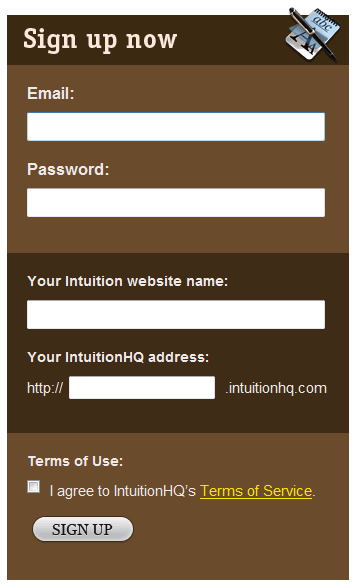 Sign up now
Email:
Password:
Your Intuition website name:
Your IntuitionHQ address:
http:// .intuitionhq.com
Terms of Use:
I agree to IntuitionHQ's Terms of Service.
SIGN UP